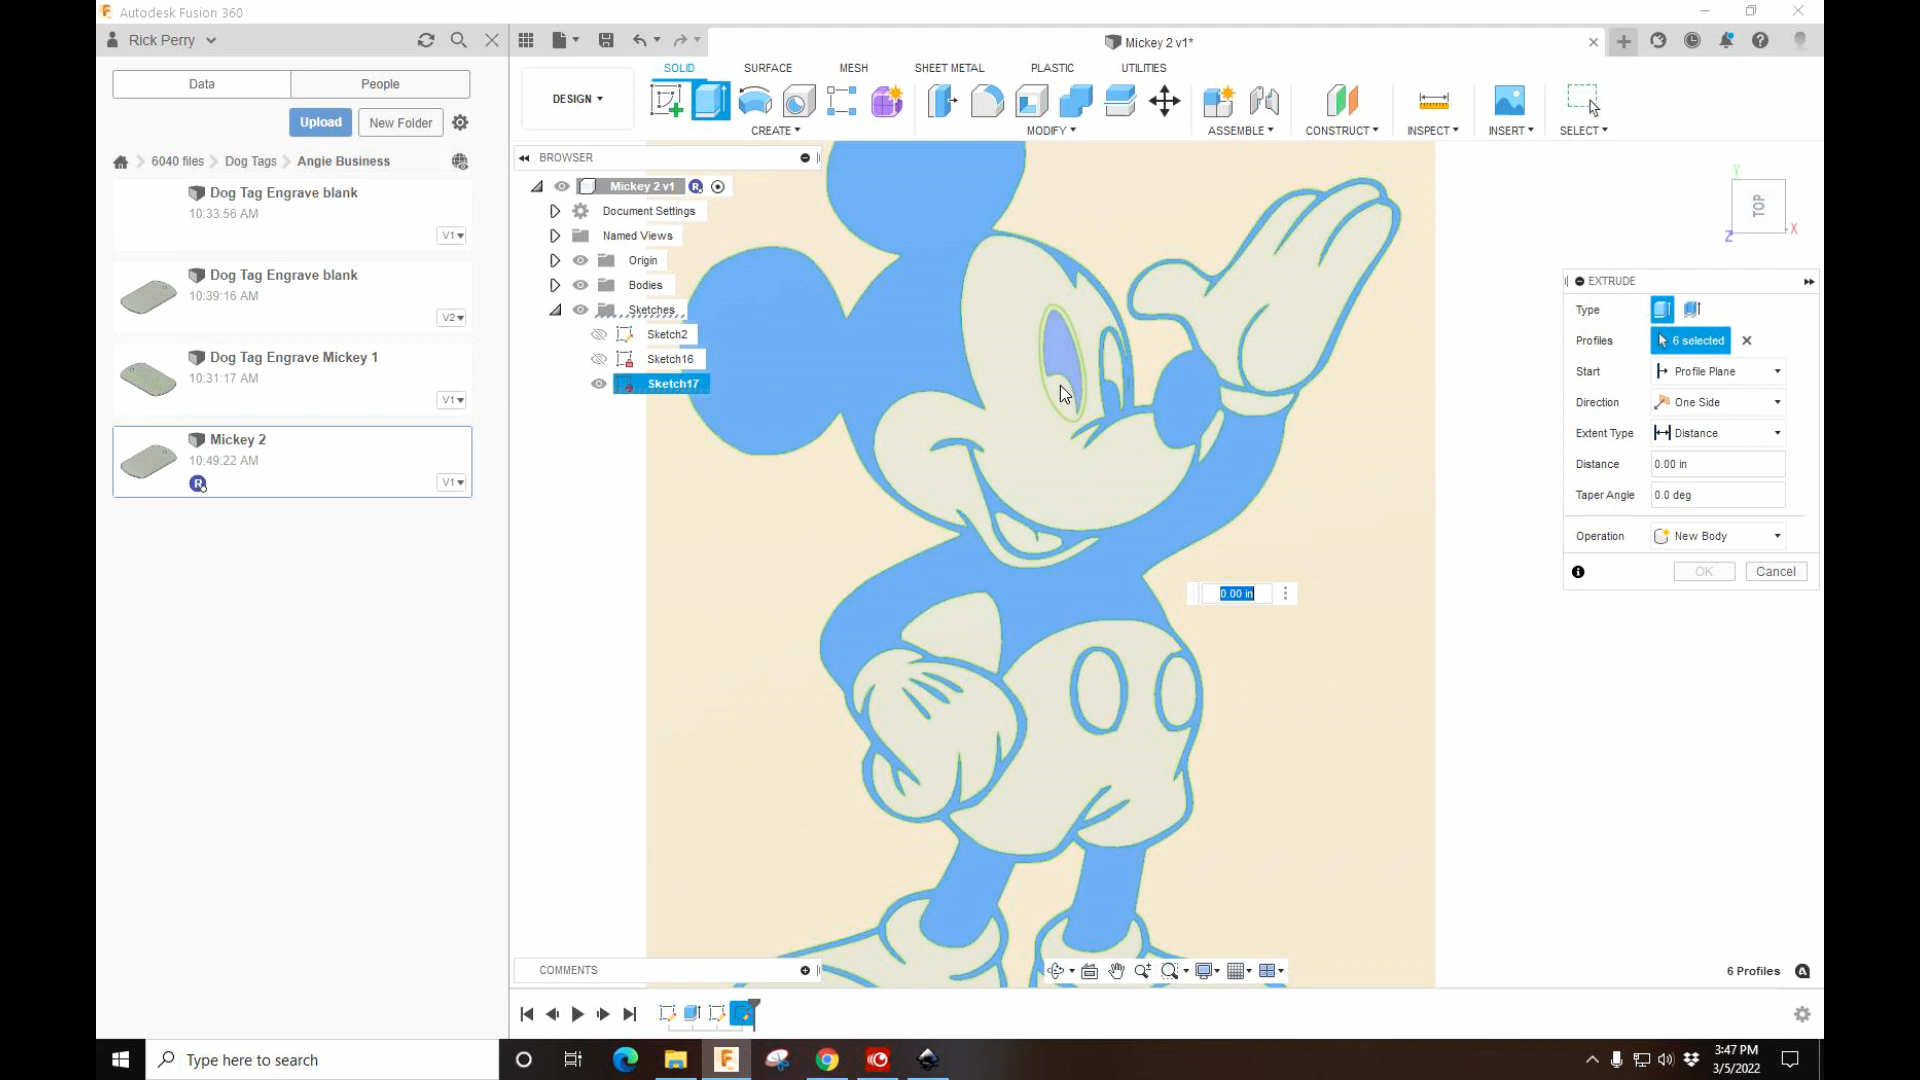 Autodesk Fusion 360
Rick Perry
Mickey 2 v1*
Data
People
SOLID
SURFACE
MESH
SHEET METAL
PLASTIC
UTILITIES
DESIGN
Upload
New Folder
CREATE
MODIFY
ASSEMBLE
CONSTRUCT
INSPECT
INSERT
SELECT
6040 files
Dog Tags
Angie Business
BROWSER
Dog Tag Engrave blank
10:33:56 AM
V1
Dog Tag Engrave blank
10:39:16 AM
V2
Dog Tag Engrave Mickey 1
10:31:17 AM
V1
Mickey 2
10:49:22 AM
R
V1
Mickey 2 v1
R
Document Settings
Named Views
Origin
Bodies
Sketches
Sketch2
Sketch16
Sketch17
Y
TOP
X
Z
EXTRUDE
Type
Profiles
6 selected
Start
Profile Plane
Direction
One Side
Extent Type
Distance
Distance
0.00 in
Taper Angle
0.0 deg
Operation
New Body
OK
Cancel
0.00 in
COMMENTS
6 Profiles
Type here to search
3:47 PM
3/5/2022